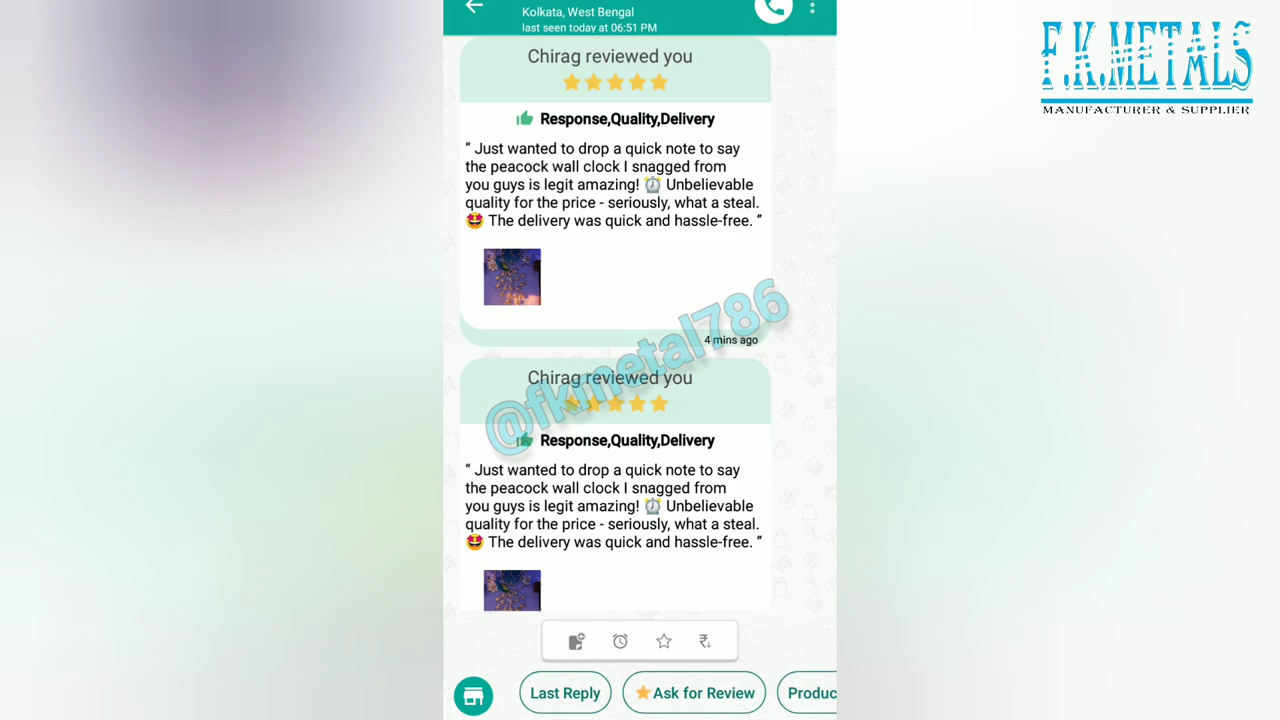 Kolkata, West Bengal
last seen today at 06:51 PM
F.K.METALS
MANUFACTURER & SUPPLIER
Chirag reviewed you
Response,Quality,Delivery
“ Just wanted to drop a quick note to say
the peacock wall clock I snagged from
you guys is legit amazing! ⏰ Unbelievable
quality for the price - seriously, what a steal.
🤩 The delivery was quick and hassle-free. ”
4 mins ago
@fkmetal786
Chirag reviewed you
Response,Quality,Delivery
“ Just wanted to drop a quick note to say
the peacock wall clock I snagged from
you guys is legit amazing! ⏰ Unbelievable
quality for the price - seriously, what a steal.
🤩 The delivery was quick and hassle-free. ”
Last Reply
Ask for Review
Produc